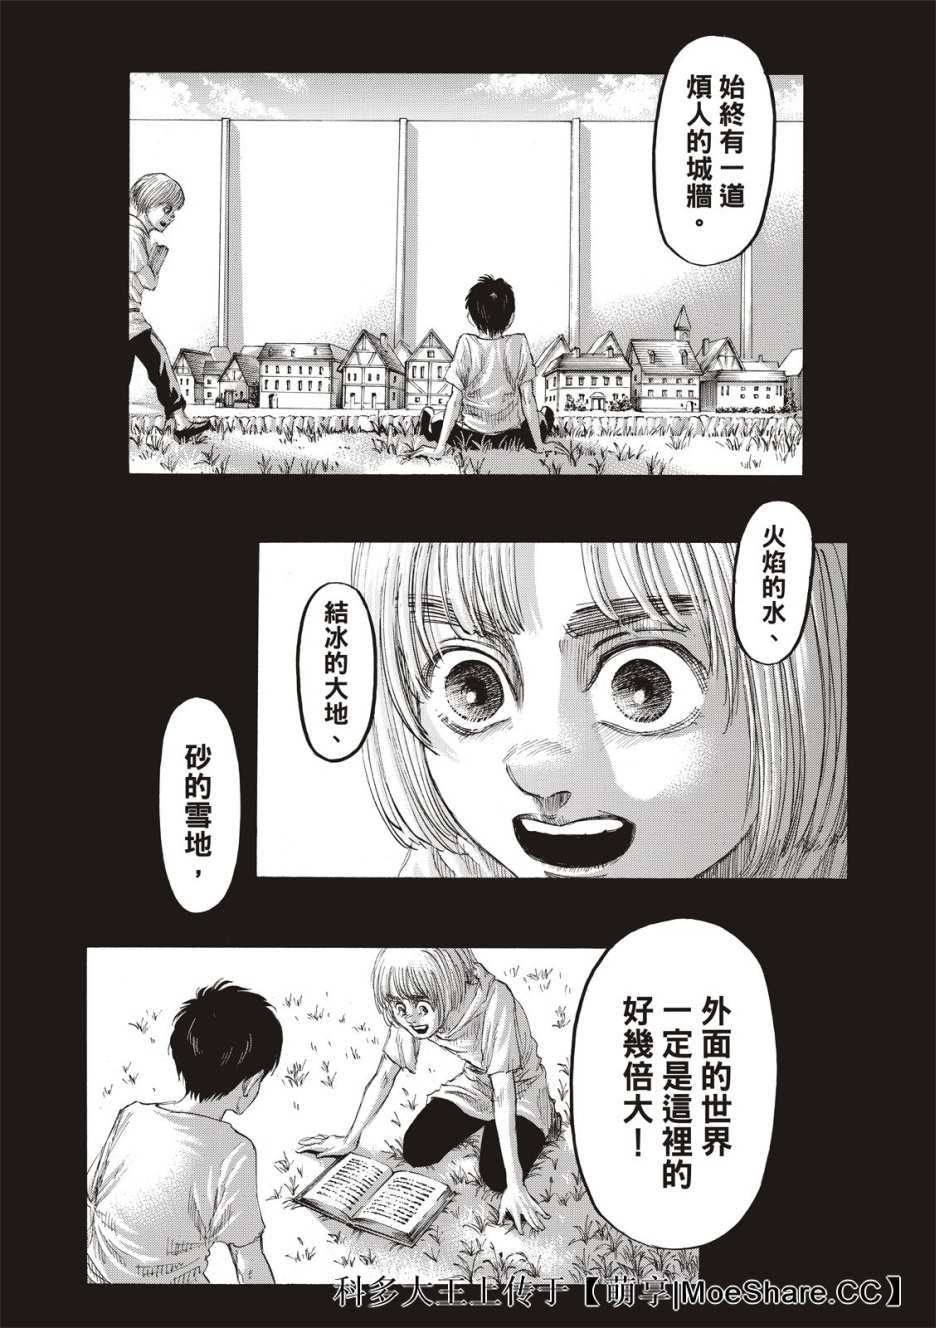 始終有一道
煩人的城牆。
火焰的水、
結冰的大地、
砂的雪地，
外面的世界
一定是這裡的
好幾倍大！
科多大王上传于【萌享|MoeShare.CC】